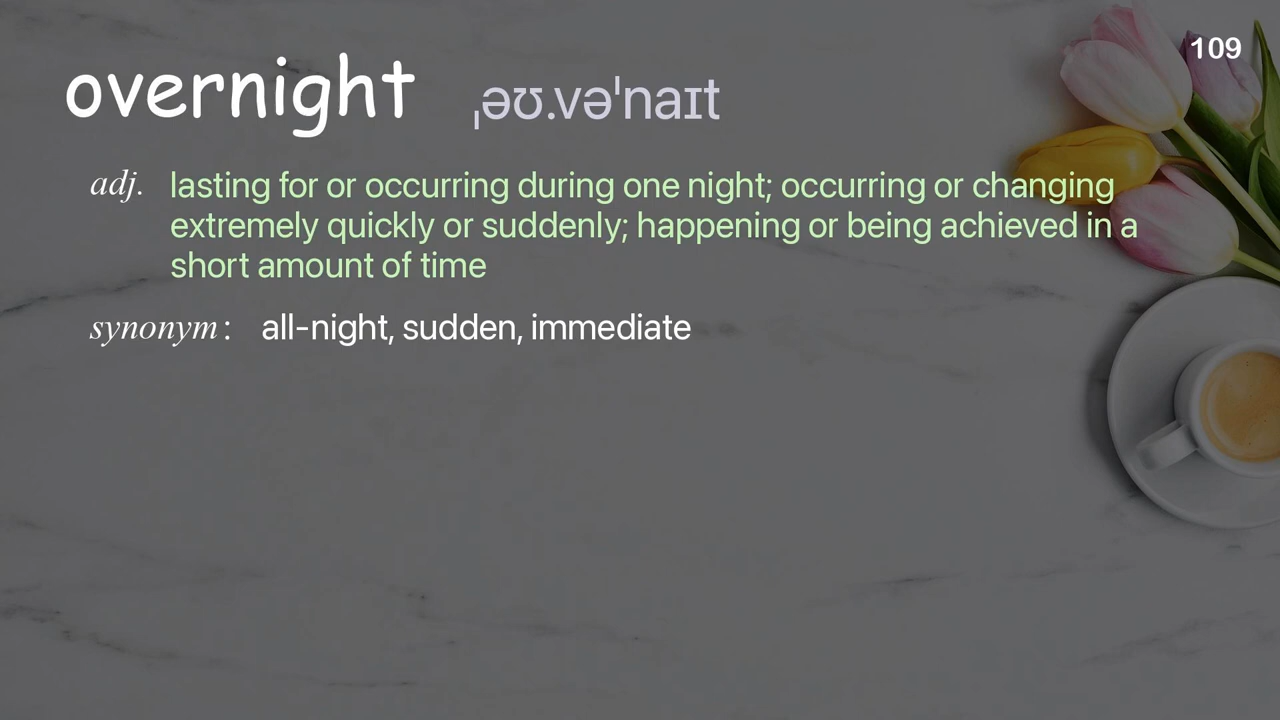 109
overnight ˌəʊ.vəˈnaɪt
adj. lasting for or occurring during one night; occurring or changing
extremely quickly or suddenly; happening or being achieved in a
short amount of time
synonym: all-night, sudden, immediate